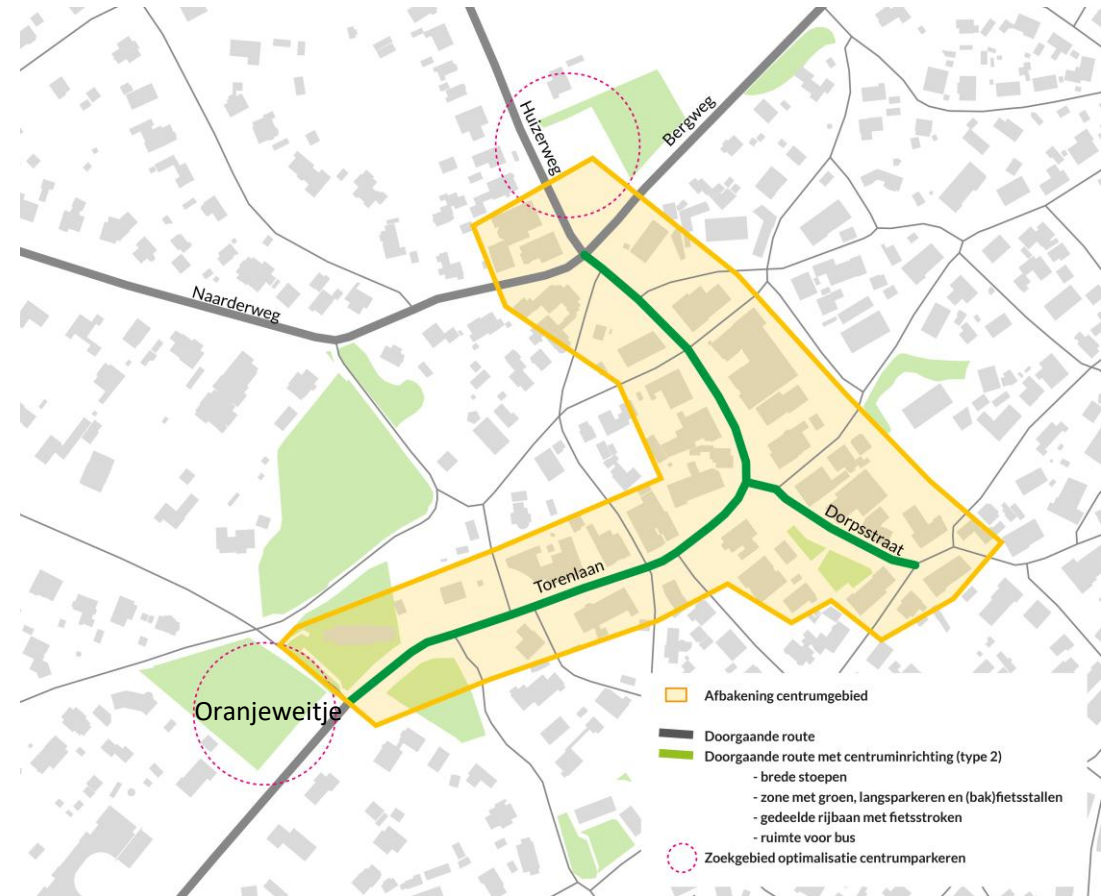 Huizerweg
Bergweg
Naarderweg
Dorpsstraat
Torenlaan
Oranjeweitje
Afbakening centrumgebied
Doorgaande route
Doorgaande route met centruminrichting (type 2)
- brede stoepen
- zone met groen, langsparkeren en (bak)fietsstallen
- gedeelde rijbaan met fietsstroken
- ruimte voor bus
Zoekgebied optimalisatie centrumparkeren